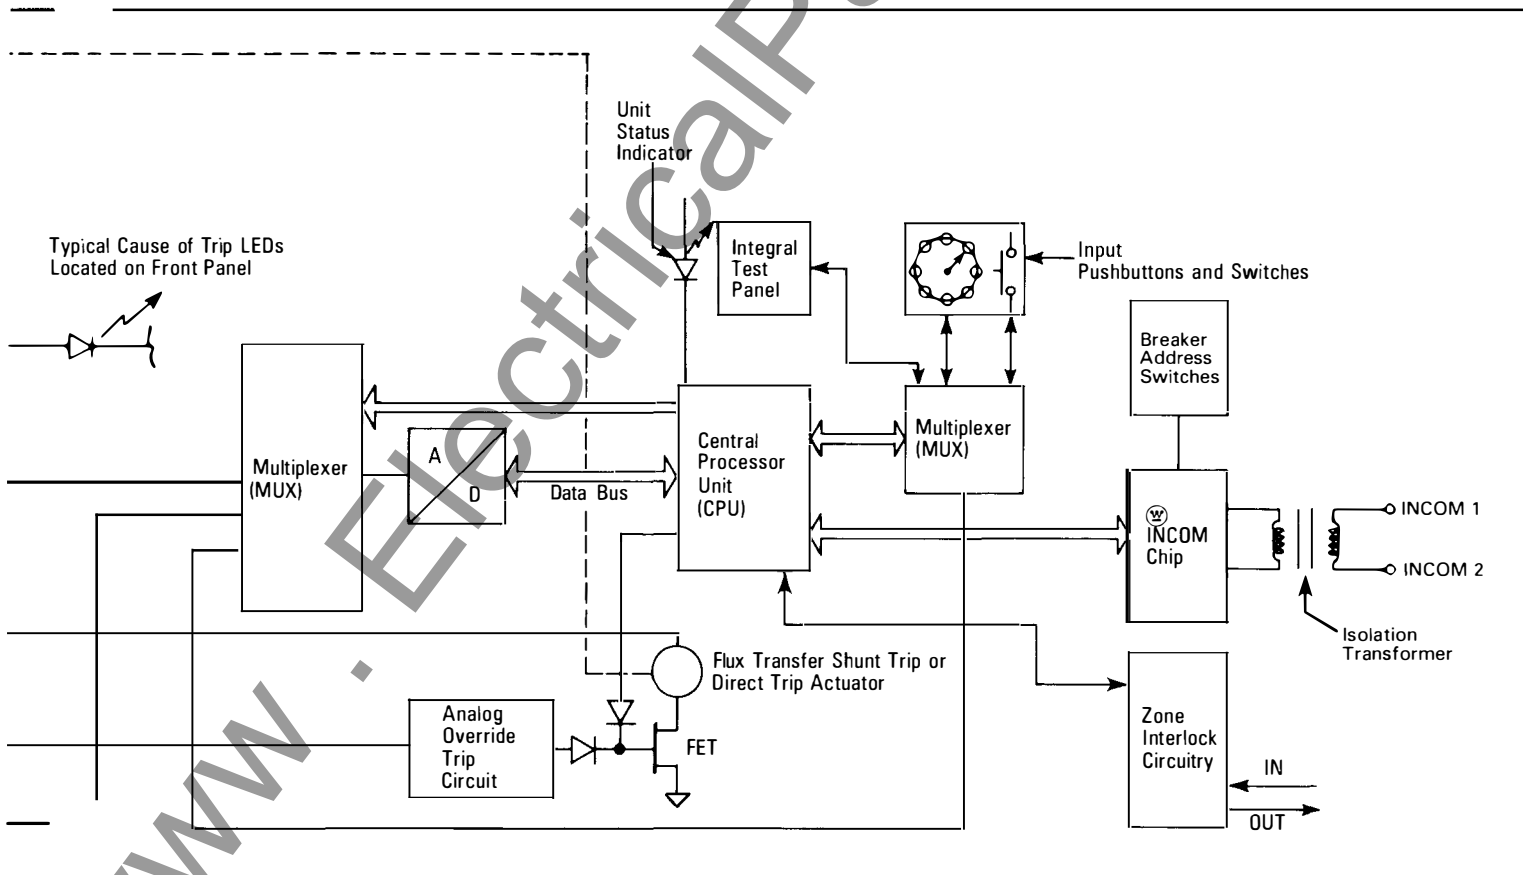 Unit
Status
Indicator
Typical Cause of Trip LEDs
Located on Front Panel
Integral
Test
Panel
Input
Pushbuttons and Switches
Breaker
Address
Switches
Multiplexer
(MUX)
A
D
Data Bus
Central
Processor
Unit
(CPU)
Multiplexer
(MUX)
W
INCOM
Chip
INCOM 1
INCOM 2
Isolation
Transformer
Flux Transfer Shunt Trip or
Direct Trip Actuator
Analog
Override
Trip
Circuit
FET
Zone
Interlock
Circuitry
IN
OUT
www . ElectricalP